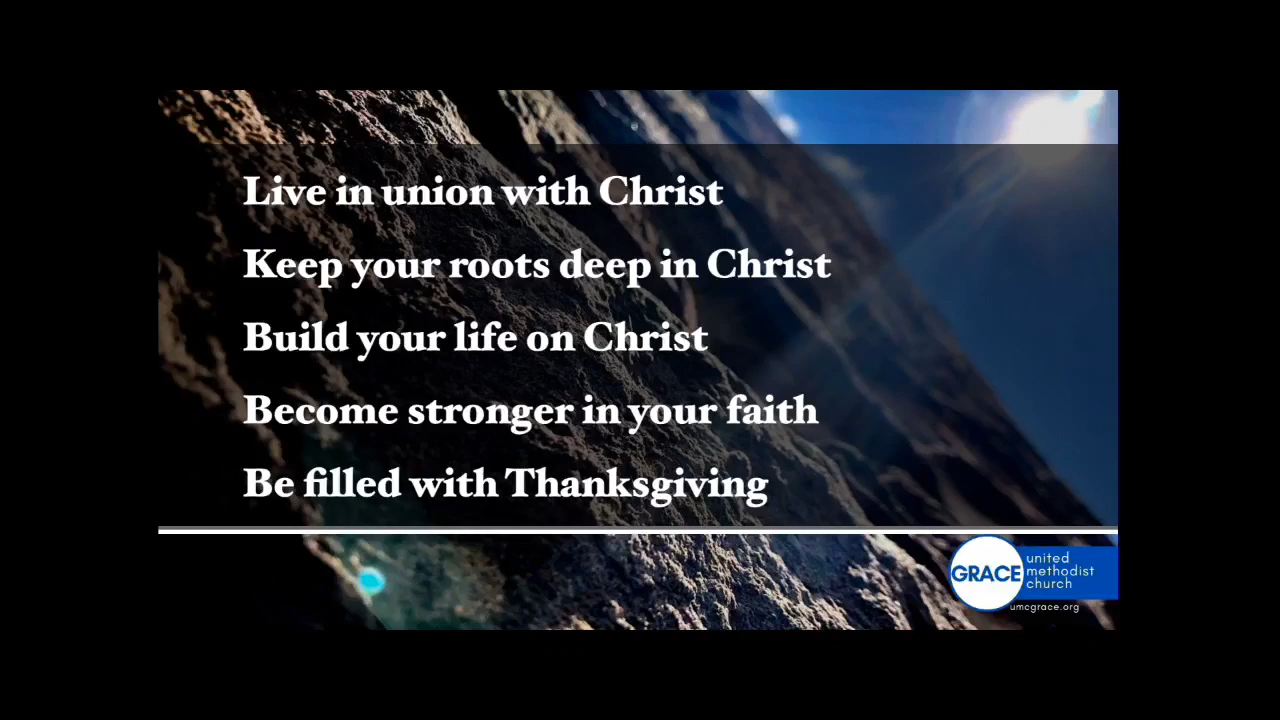 Live in union with Christ
Keep your roots deep in Christ
Build your life on Christ
Become stronger in your faith
Be filled with Thanksgiving
GRACE
united
methodist
church
umcgrace.org